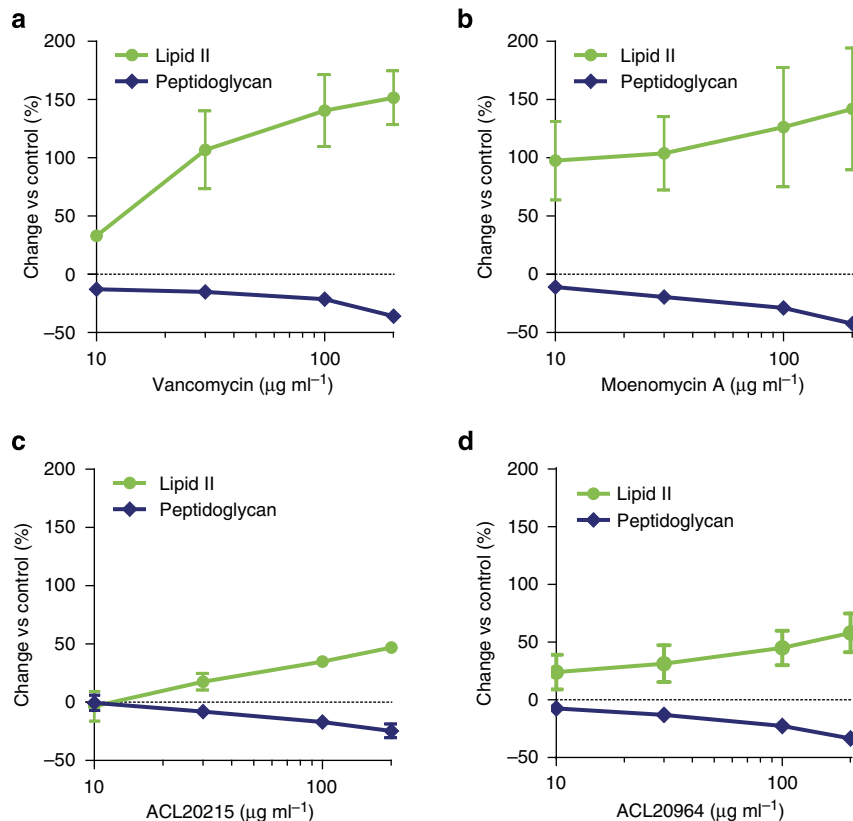 a
200
150
100
50
0
−50
Change vs control (%)
Lipid II
Peptidoglycan
10
100
Vancomycin (μg ml⁻¹)
b
200
150
100
50
0
−50
Change vs control (%)
Lipid II
Peptidoglycan
10
100
Moenomycin A (μg ml⁻¹)
c
200
150
100
50
0
−50
Change vs control (%)
Lipid II
Peptidoglycan
10
100
ACL20215 (μg ml⁻¹)
d
200
150
100
50
0
−50
Change vs control (%)
Lipid II
Peptidoglycan
10
100
ACL20964 (μg ml⁻¹)